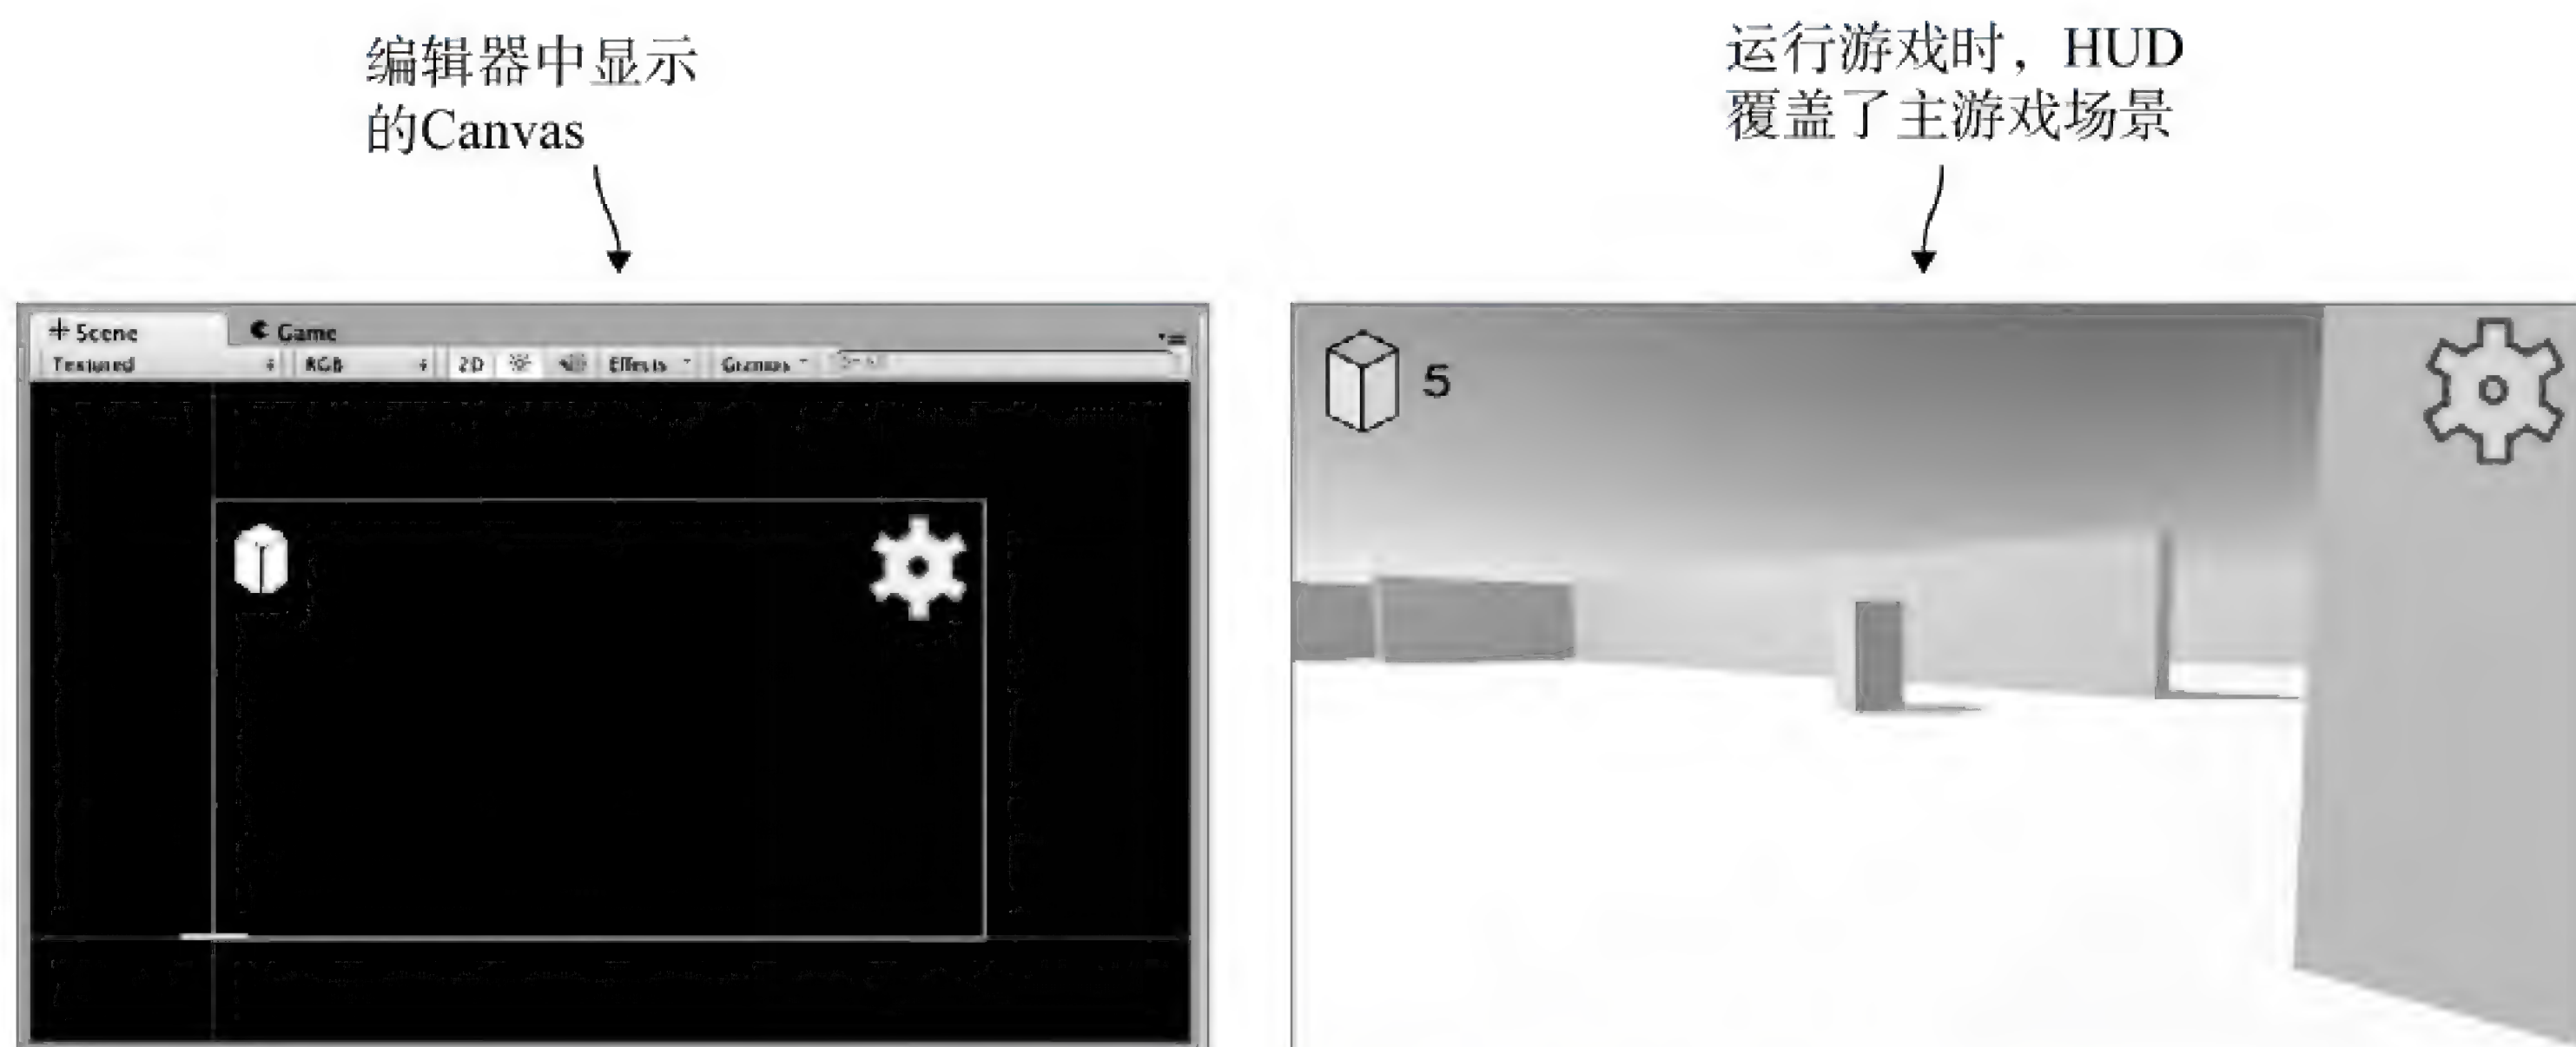 编辑器中显示
的Canvas
运行游戏时，HUD
覆盖了主游戏场景
Scene
Game
Textured
RGB
2D
Effects
Gizmos
5